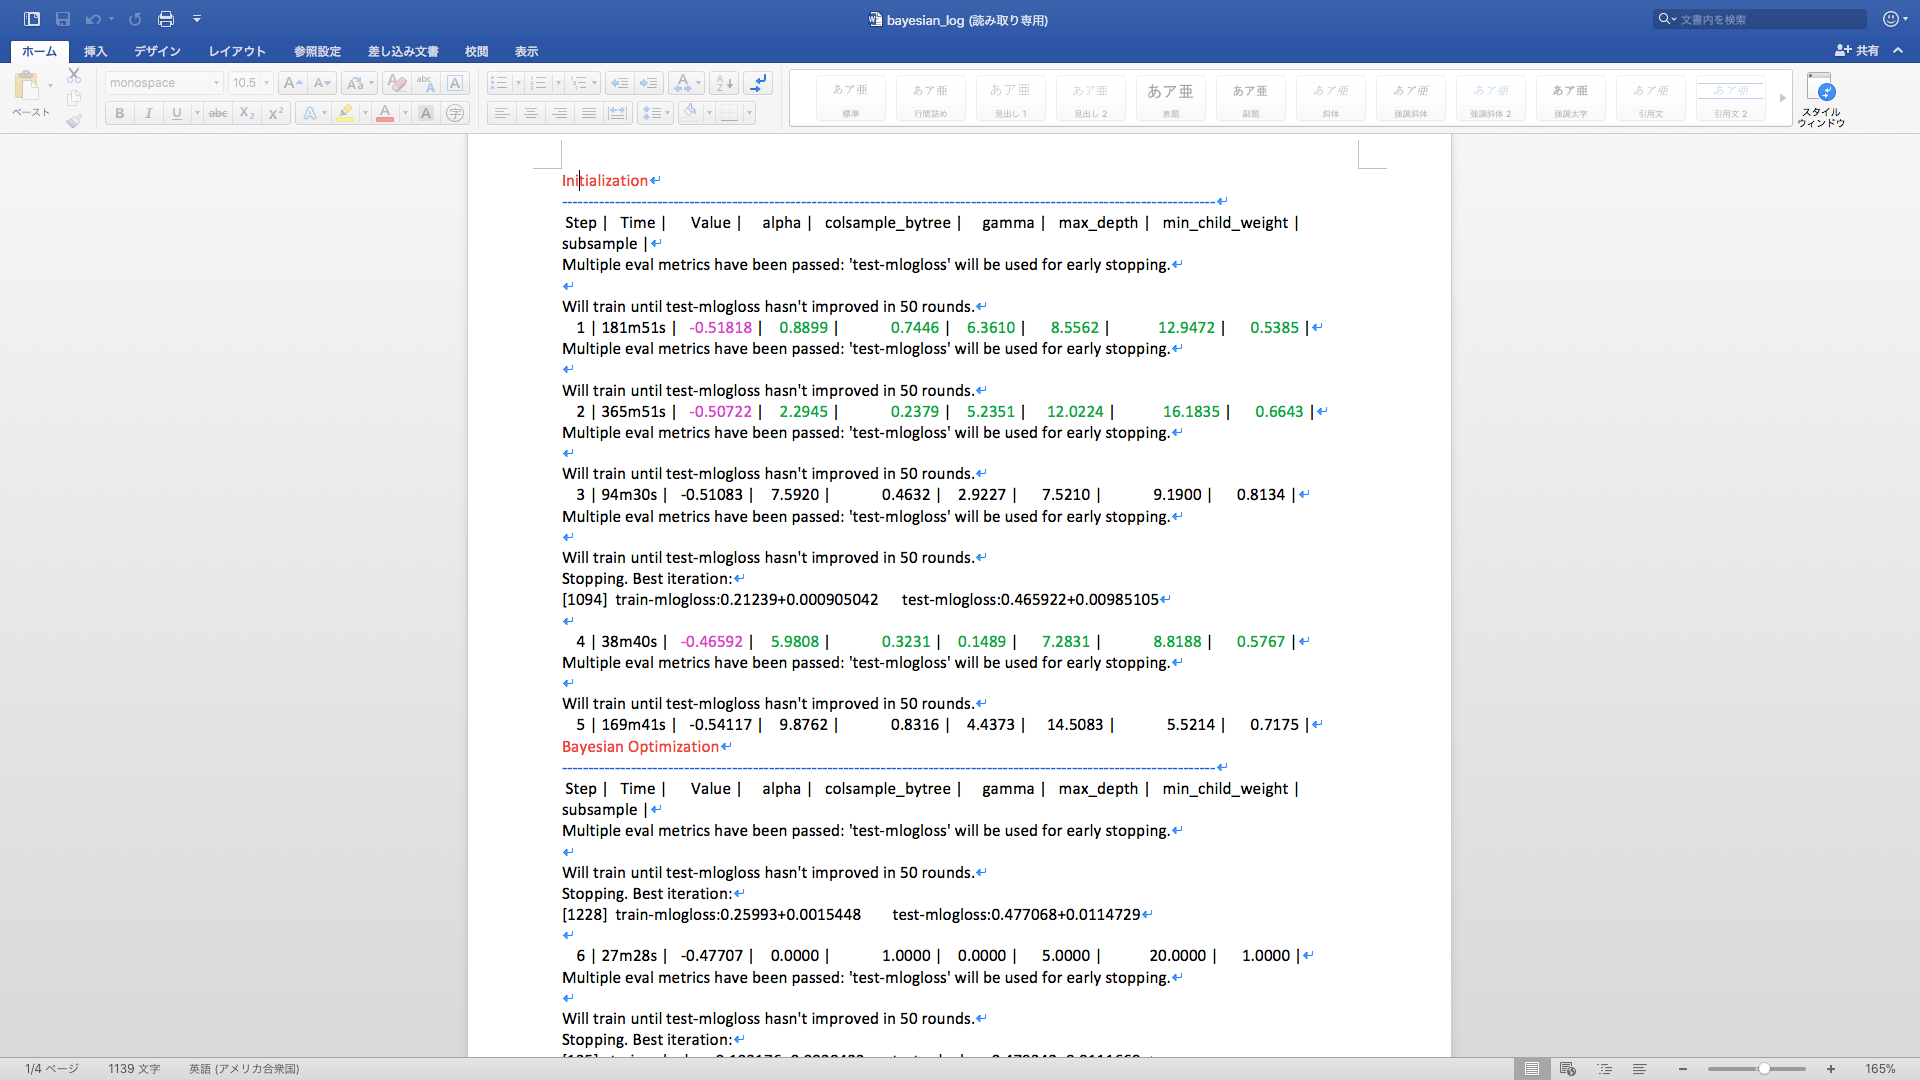 bayesian_log (読み取り専用)
文書内を検索
ホーム 挿入 デザイン レイアウト 参照設定 差し込み文書 校閲 表示
共有
ペースト
monospace 10.5
あア亜 あア亜 あア亜 あア亜 あア亜 あア亜 あア亜 あア亜 あア亜 あア亜 あア亜 あア亜
標準 行間詰め 見出し 1 見出し 2 表題 副題 斜体 強調斜体 強調斜体 2 強調太字 引用文 引用文 2
スタイル
ウィンドウ
Initialization
Step | Time | Value | alpha | colsample_bytree | gamma | max_depth | min_child_weight |
subsample |
Multiple eval metrics have been passed: 'test-mlogloss' will be used for early stopping.
Will train until test-mlogloss hasn't improved in 50 rounds.
1 | 181m51s | -0.51818 | 0.8899 | 0.7446 | 6.3610 | 8.5562 | 12.9472 | 0.5385 |
Multiple eval metrics have been passed: 'test-mlogloss' will be used for early stopping.
Will train until test-mlogloss hasn't improved in 50 rounds.
2 | 365m51s | -0.50722 | 2.2945 | 0.2379 | 5.2351 | 12.0224 | 16.1835 | 0.6643 |
Multiple eval metrics have been passed: 'test-mlogloss' will be used for early stopping.
Will train until test-mlogloss hasn't improved in 50 rounds.
3 | 94m30s | -0.51083 | 7.5920 | 0.4632 | 2.9227 | 7.5210 | 9.1900 | 0.8134 |
Multiple eval metrics have been passed: 'test-mlogloss' will be used for early stopping.
Will train until test-mlogloss hasn't improved in 50 rounds.
Stopping. Best iteration:
[1094] train-mlogloss:0.21239+0.000905042 test-mlogloss:0.465922+0.00985105
4 | 38m40s | -0.46592 | 5.9808 | 0.3231 | 0.1489 | 7.2831 | 8.8188 | 0.5767 |
Multiple eval metrics have been passed: 'test-mlogloss' will be used for early stopping.
Will train until test-mlogloss hasn't improved in 50 rounds.
5 | 169m41s | -0.54117 | 9.8762 | 0.8316 | 4.4373 | 14.5083 | 5.5214 | 0.7175 |
Bayesian Optimization
Step | Time | Value | alpha | colsample_bytree | gamma | max_depth | min_child_weight |
subsample |
Multiple eval metrics have been passed: 'test-mlogloss' will be used for early stopping.
Will train until test-mlogloss hasn't improved in 50 rounds.
Stopping. Best iteration:
[1228] train-mlogloss:0.25993+0.0015448 test-mlogloss:0.477068+0.0114729
6 | 27m28s | -0.47707 | 0.0000 | 1.0000 | 0.0000 | 5.0000 | 20.0000 | 1.0000 |
Multiple eval metrics have been passed: 'test-mlogloss' will be used for early stopping.
Will train until test-mlogloss hasn't improved in 50 rounds.
Stopping. Best iteration:
1/4 ページ 1139 文字 英語 (アメリカ合衆国) 165%